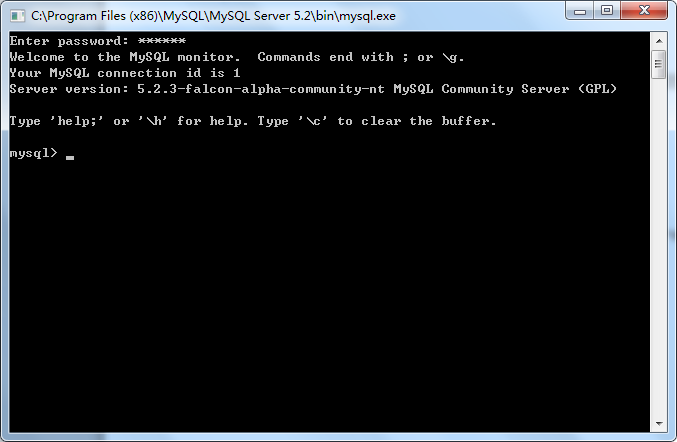 C:\Program Files (x86)\MySQL\MySQL Server 5.2\bin\mysql.exe
Enter password: ******
Welcome to the MySQL monitor.  Commands end with ; or \g.
Your MySQL connection id is 1
Server version: 5.2.3-falcon-alpha-community-nt MySQL Community Server (GPL)
Type 'help;' or '\h' for help. Type '\c' to clear the buffer.
mysql> _